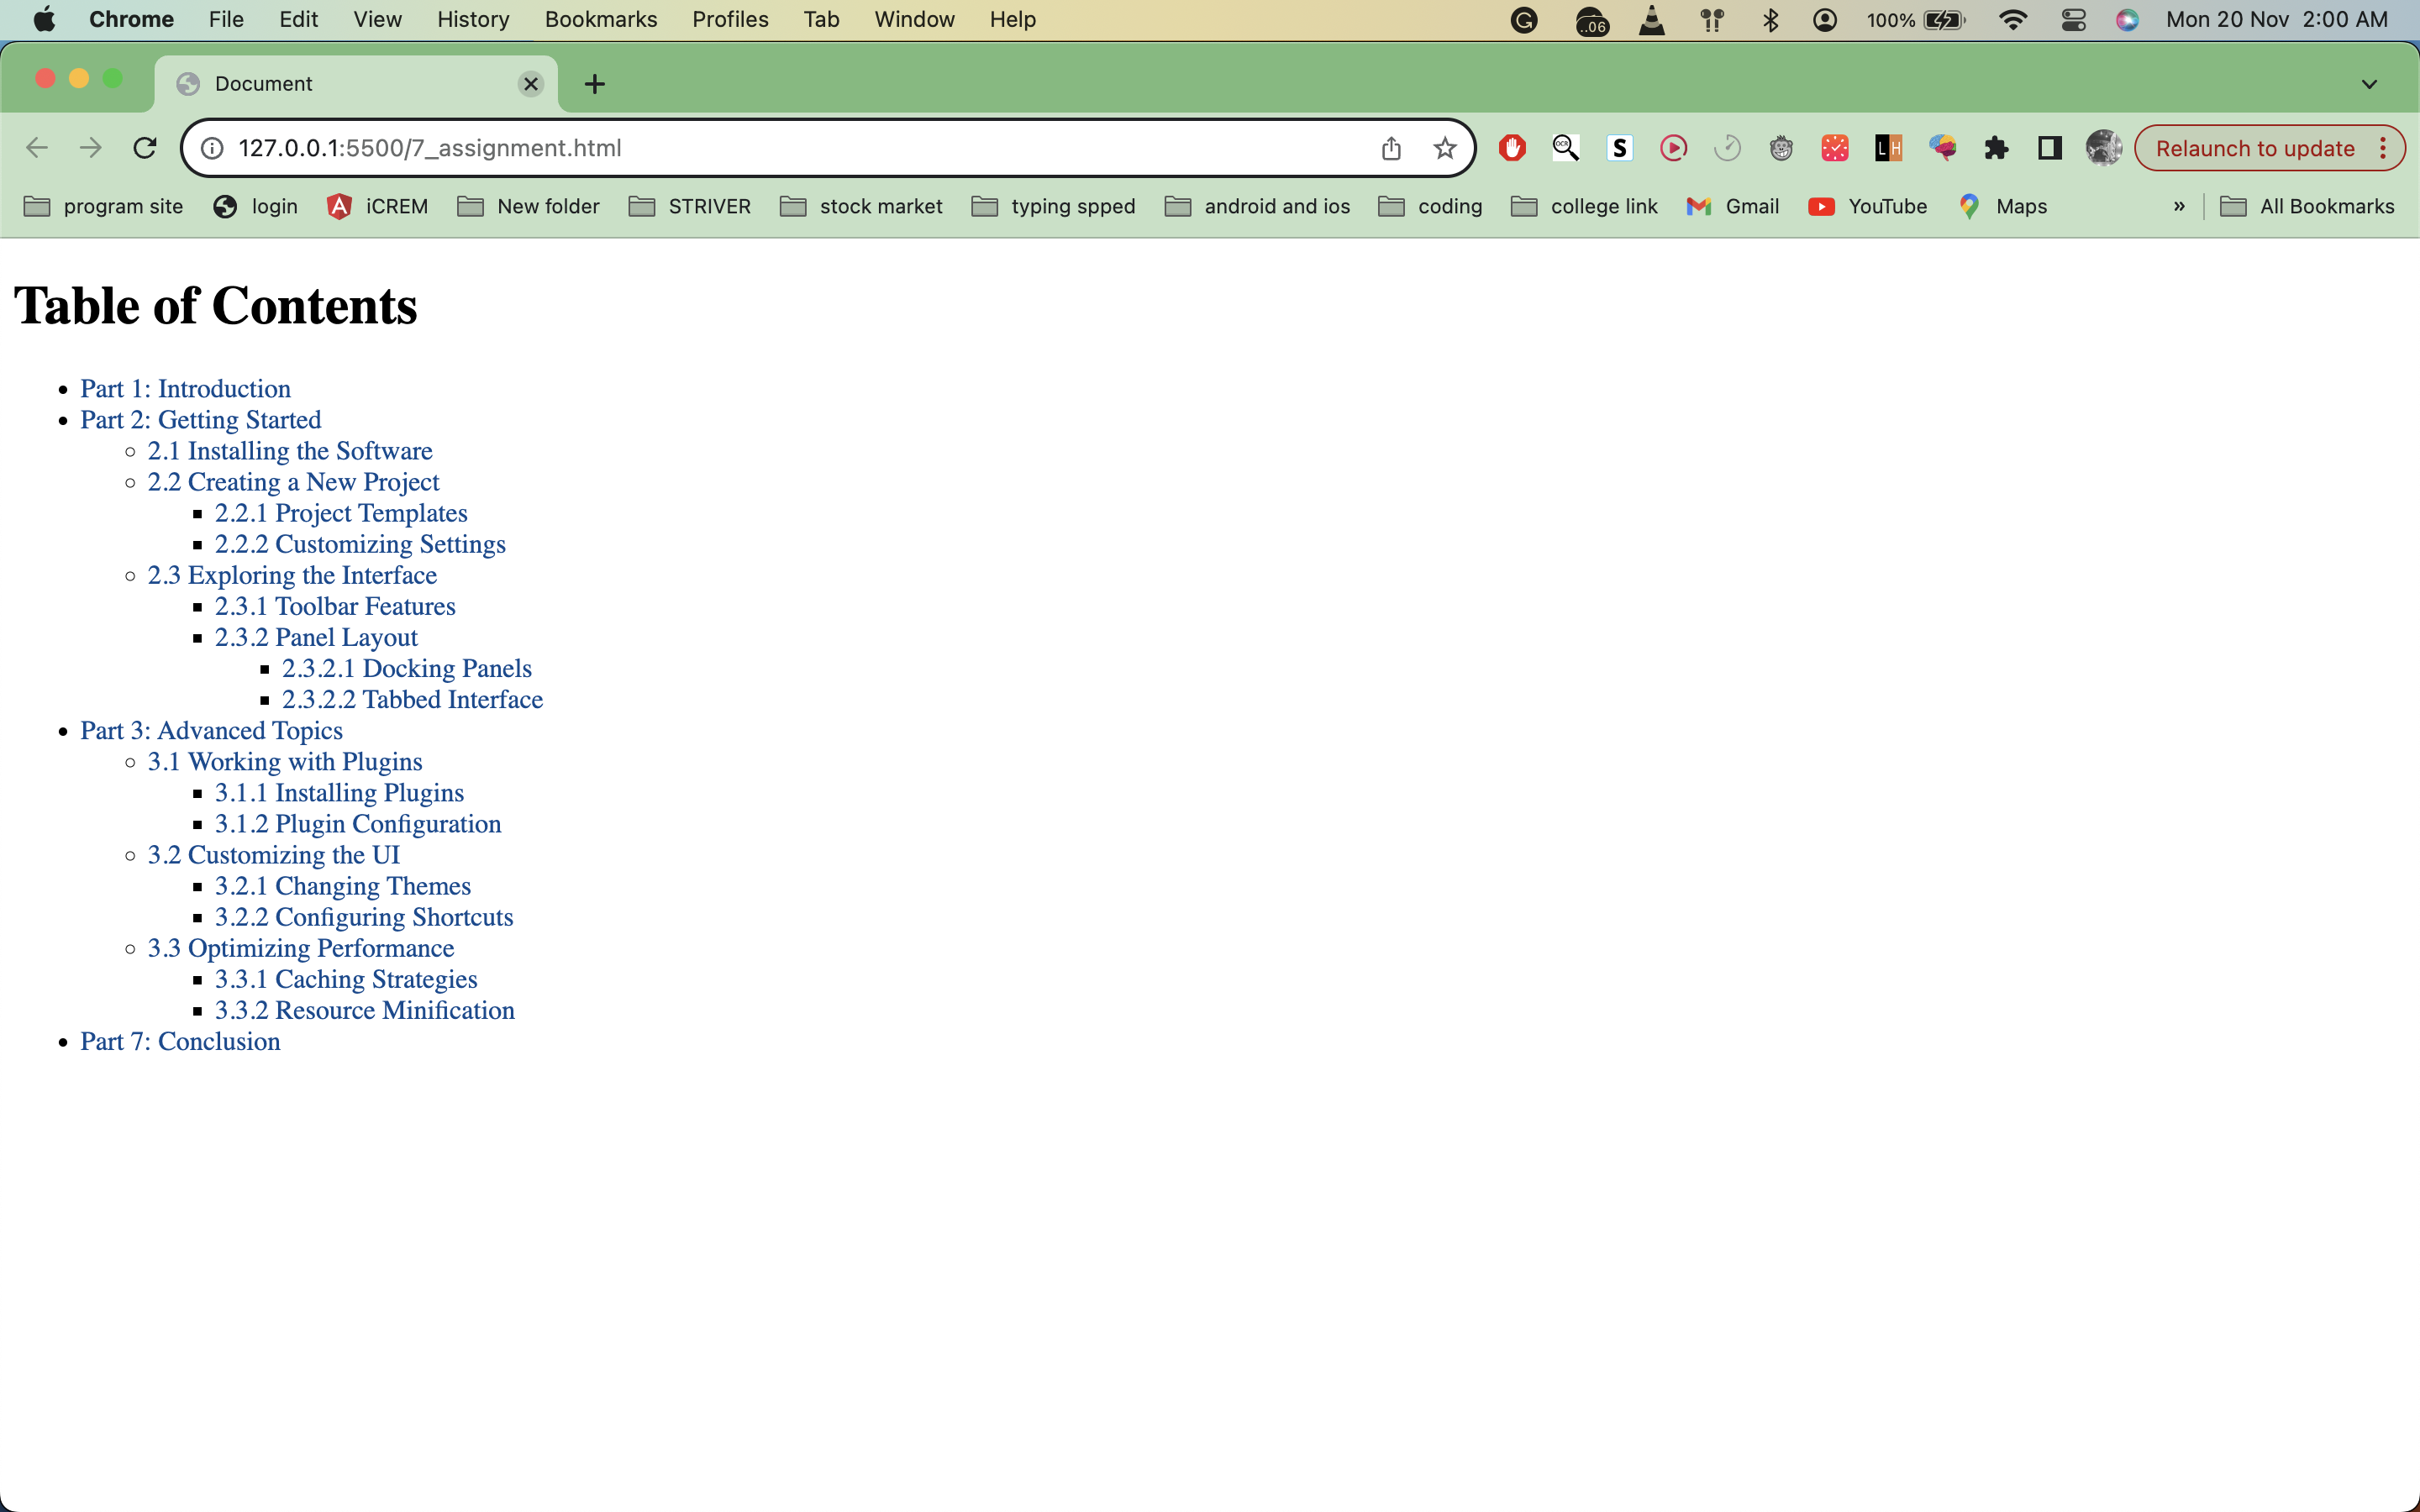 Chrome File Edit View History Bookmarks Profiles Tab Window Help ..06 100% Mon 20 Nov 2:00 AM
Document
127.0.0.1:5500/7_assignment.html OCR S L H Relaunch to update
program site login iCREM New folder STRIVER stock market typing spped android and ios coding college link Gmail YouTube Maps » All Bookmarks
Table of Contents
Part 1: Introduction
Part 2: Getting Started
2.1 Installing the Software
2.2 Creating a New Project
2.2.1 Project Templates
2.2.2 Customizing Settings
2.3 Exploring the Interface
2.3.1 Toolbar Features
2.3.2 Panel Layout
2.3.2.1 Docking Panels
2.3.2.2 Tabbed Interface
Part 3: Advanced Topics
3.1 Working with Plugins
3.1.1 Installing Plugins
3.1.2 Plugin Configuration
3.2 Customizing the UI
3.2.1 Changing Themes
3.2.2 Configuring Shortcuts
3.3 Optimizing Performance
3.3.1 Caching Strategies
3.3.2 Resource Minification
Part 7: Conclusion